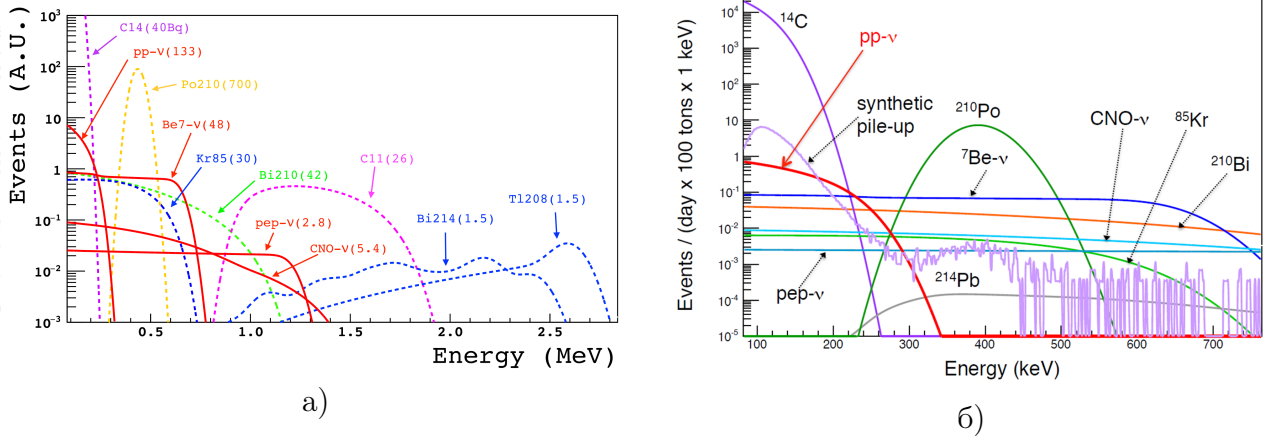 Events (A.U.)
10³
10²
10
1
10⁻¹
10⁻²
10⁻³
C14(40Bq)
pp-ν(133)
Po210(700)
Be7-ν(48)
Kr85(30)
C11(26)
Bi210(42)
Tl208(1.5)
pep-ν(2.8)
Bi214(1.5)
CNO-ν(5.4)
0.5
1.0
1.5
2.0
2.5
Energy (MeV)
а)
Events / (day x 100 tons x 1 keV)
10⁴
10³
10²
10
1
10⁻¹
10⁻²
10⁻³
10⁻⁴
10⁻⁵
¹⁴C
pp-ν
synthetic
pile-up
²¹⁰Po
CNO-ν
⁸⁵Kr
⁷Be-ν
²¹⁰Bi
pep-ν
²¹⁴Pb
100
200
300
400
500
600
700
Energy (keV)
б)